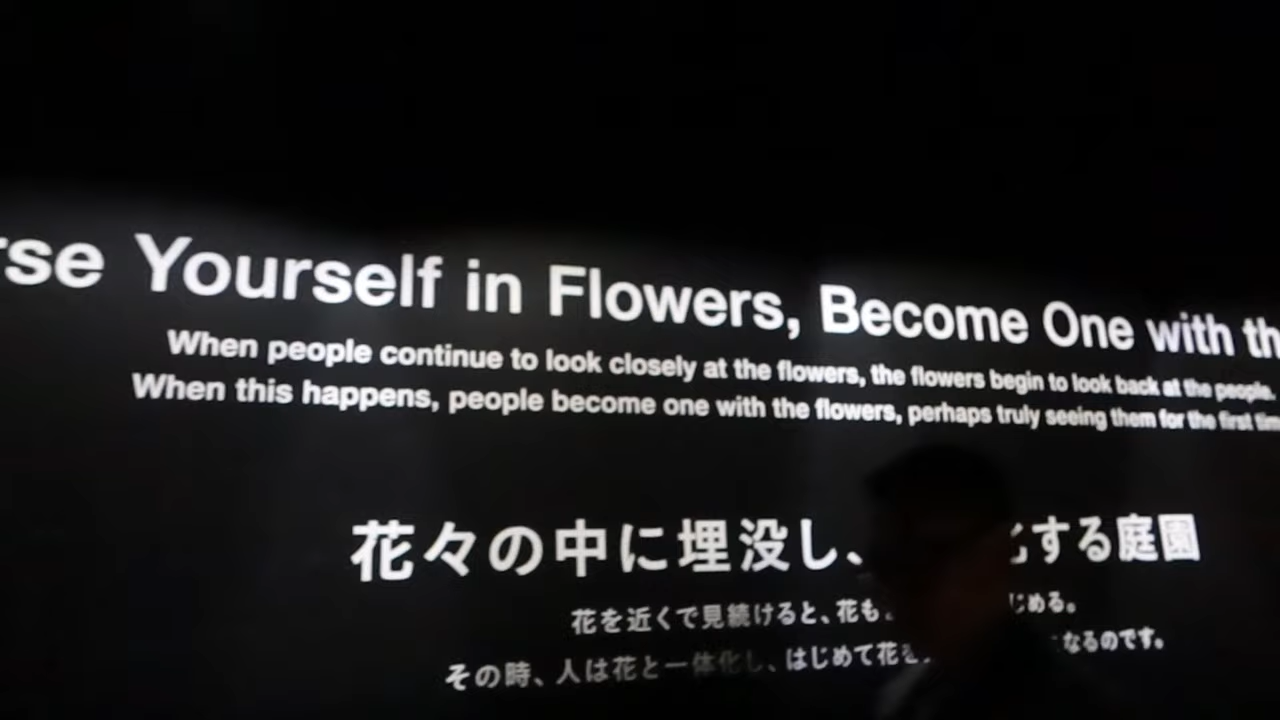 Yourself in Flowers, Become One with
When people continue to look closely at the flowers, the flowers begin to look back at the people.
When this happens, people become one with the flowers, perhaps truly seeing them for the first
花々の中に埋没し、 する庭園
花を近くで見続けると、花も じめる。
その時、人は花と一体化し、はじめて花を なるのです。